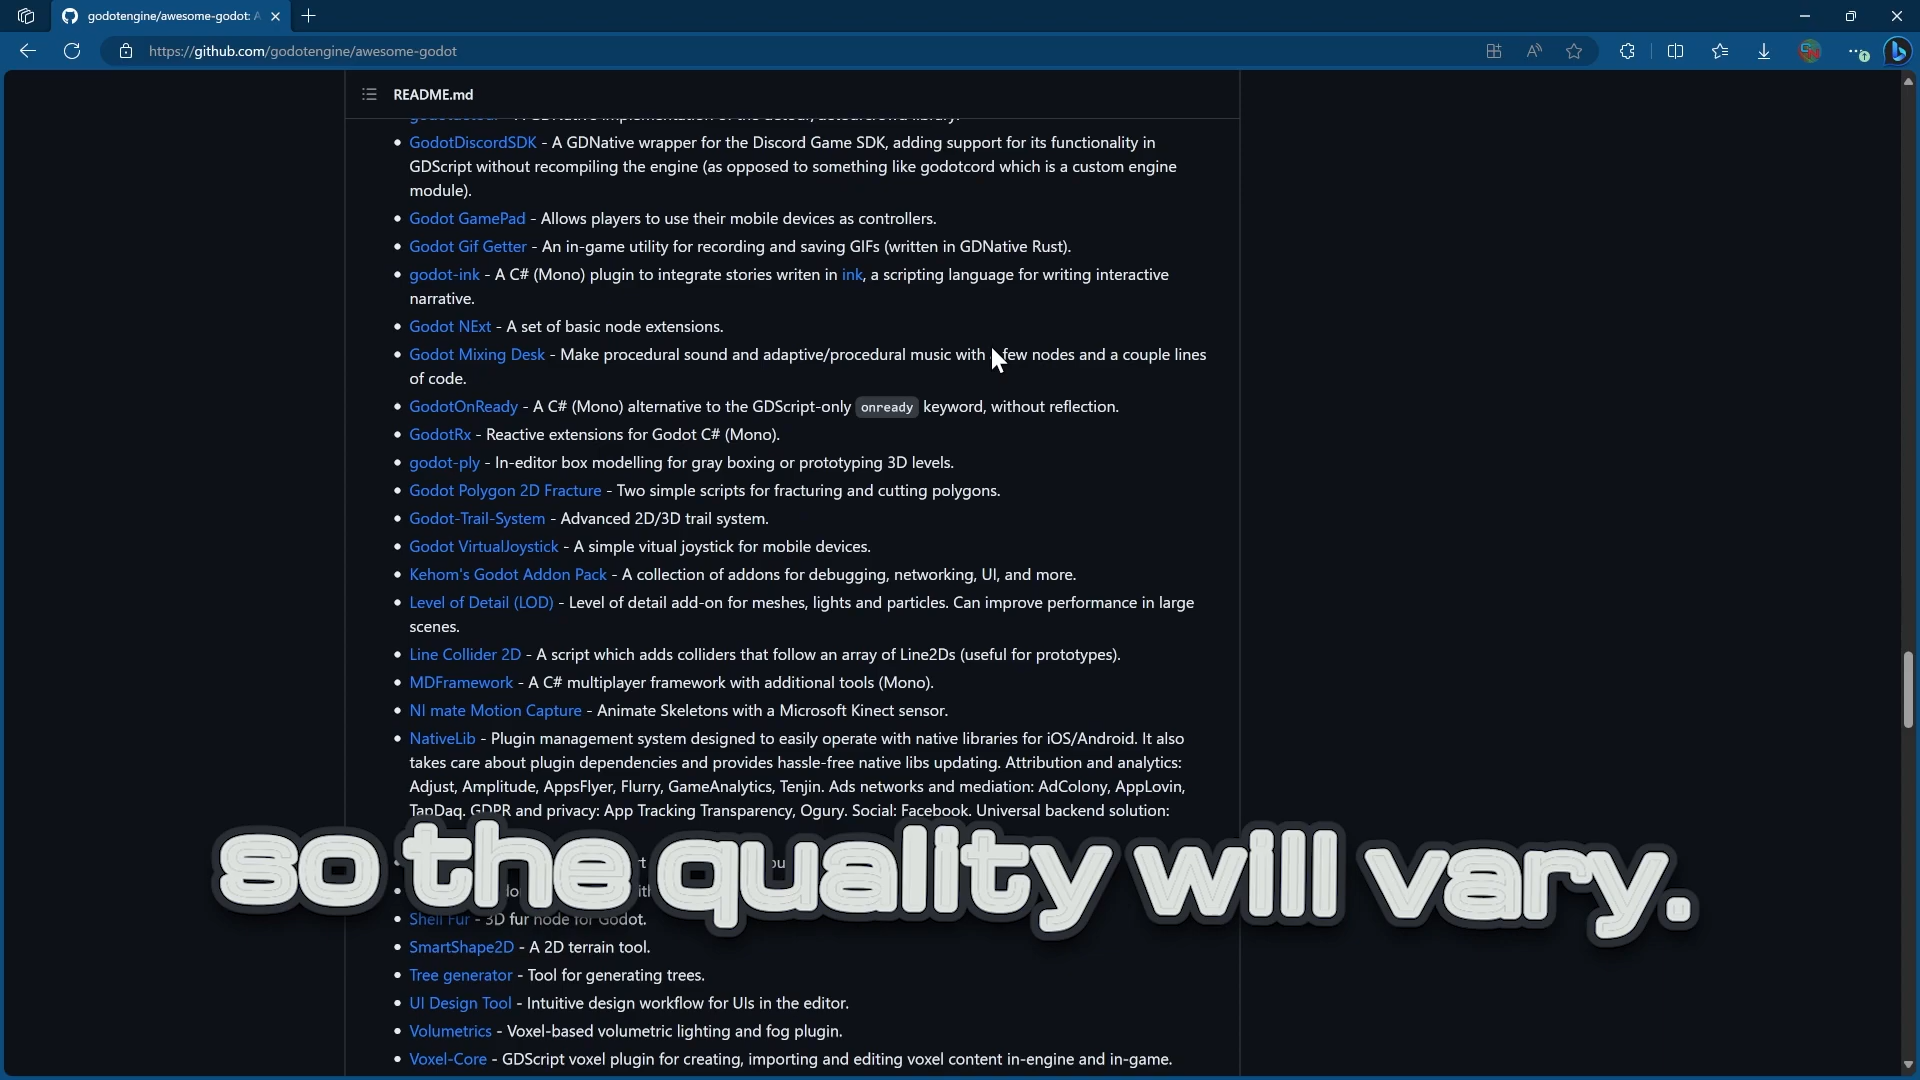 godotengine/awesome-godot: A
https://github.com/godotengine/awesome-godot
README.md
GodotDiscordSDK - A GDNative wrapper for the Discord Game SDK, adding support for its functionality in
GDScript without recompiling the engine (as opposed to something like godotcord which is a custom engine
module).
Godot GamePad - Allows players to use their mobile devices as controllers.
Godot Gif Getter - An in-game utility for recording and saving GIFs (written in GDNative Rust).
godot-ink - A C# (Mono) plugin to integrate stories writen in ink, a scripting language for writing interactive
narrative.
Godot NExt - A set of basic node extensions.
Godot Mixing Desk - Make procedural sound and adaptive/procedural music with a few nodes and a couple lines
of code.
GodotOnReady - A C# (Mono) alternative to the GDScript-only onready keyword, without reflection.
GodotRx - Reactive extensions for Godot C# (Mono).
godot-ply - In-editor box modelling for gray boxing or prototyping 3D levels.
Godot Polygon 2D Fracture - Two simple scripts for fracturing and cutting polygons.
Godot-Trail-System - Advanced 2D/3D trail system.
Godot VirtualJoystick - A simple vitual joystick for mobile devices.
Kehom's Godot Addon Pack - A collection of addons for debugging, networking, UI, and more.
Level of Detail (LOD) - Level of detail add-on for meshes, lights and particles. Can improve performance in large
scenes.
Line Collider 2D - A script which adds colliders that follow an array of Line2Ds (useful for prototypes).
MDFramework - A C# multiplayer framework with additional tools (Mono).
NI mate Motion Capture - Animate Skeletons with a Microsoft Kinect sensor.
NativeLib - Plugin management system designed to easily operate with native libraries for iOS/Android. It also
takes care about plugin dependencies and provides hassle-free native libs updating. Attribution and analytics:
Adjust, Amplitude, AppsFlyer, Flurry, GameAnalytics, Tenjin. Ads networks and mediation: AdColony, AppLovin,
TapDaq. GDPR and privacy: App Tracking Transparency, Ogury. Social: Facebook. Universal backend solution:
so the quality will vary.
Shell Fur - 3D fur node for Godot.
SmartShape2D - A 2D terrain tool.
Tree generator - Tool for generating trees.
UI Design Tool - Intuitive design workflow for UIs in the editor.
Volumetrics - Voxel-based volumetric lighting and fog plugin.
Voxel-Core - GDScript voxel plugin for creating, importing and editing voxel content in-engine and in-game.